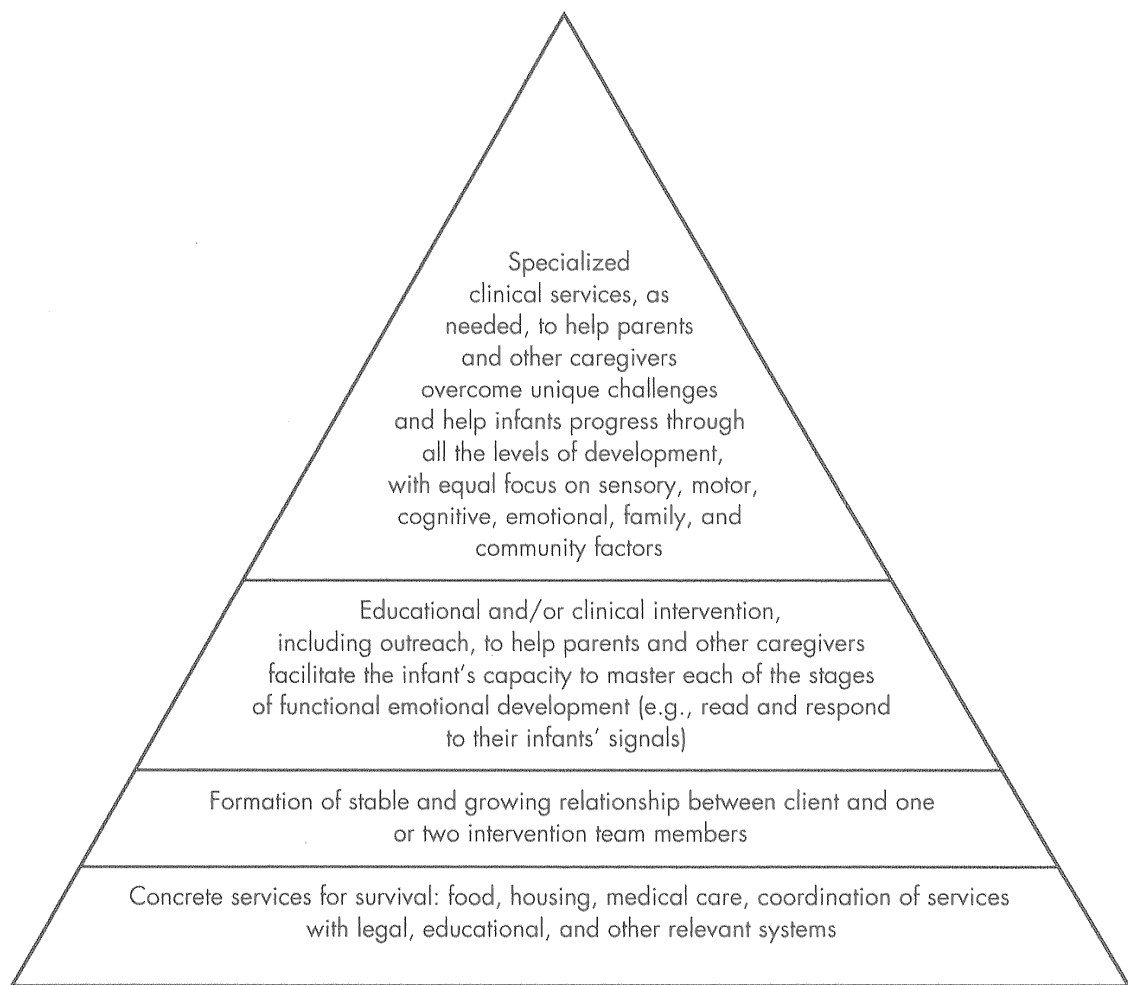 Specialized
clinical services, as
needed, to help parents
and other caregivers
overcome unique challenges
and help infants progress through
all the levels of development,
with equal focus on sensory, motor,
cognitive, emotional, family, and
community factors
Educational and/or clinical intervention,
including outreach, to help parents and other caregivers
facilitate the infant's capacity to master each of the stages
of functional emotional development (e.g., read and respond
to their infants' signals)
Formation of stable and growing relationship between client and one
or two intervention team members
Concrete services for survival: food, housing, medical care, coordination of services
with legal, educational, and other relevant systems